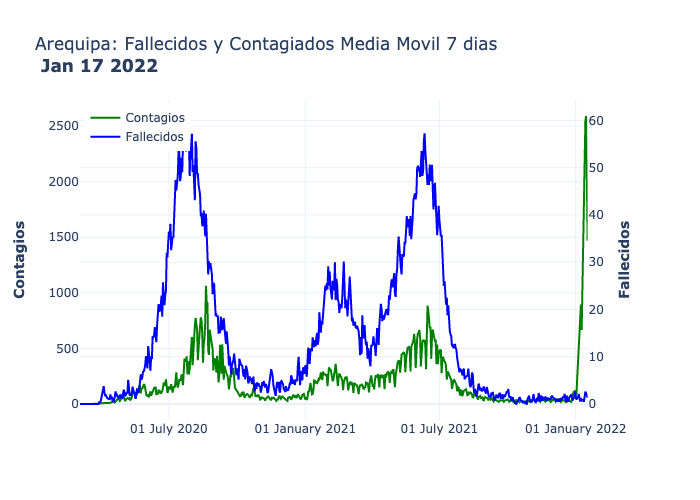 Arequipa: Fallecidos y Contagiados Media Movil 7 dias
Jan 17 2022
Contagios
Fallecidos
2500
2000
1500
1000
500
0
60
50
40
30
20
10
0
Contagios
Fallecidos
01 July 2020
01 January 2021
01 July 2021
01 January 2022